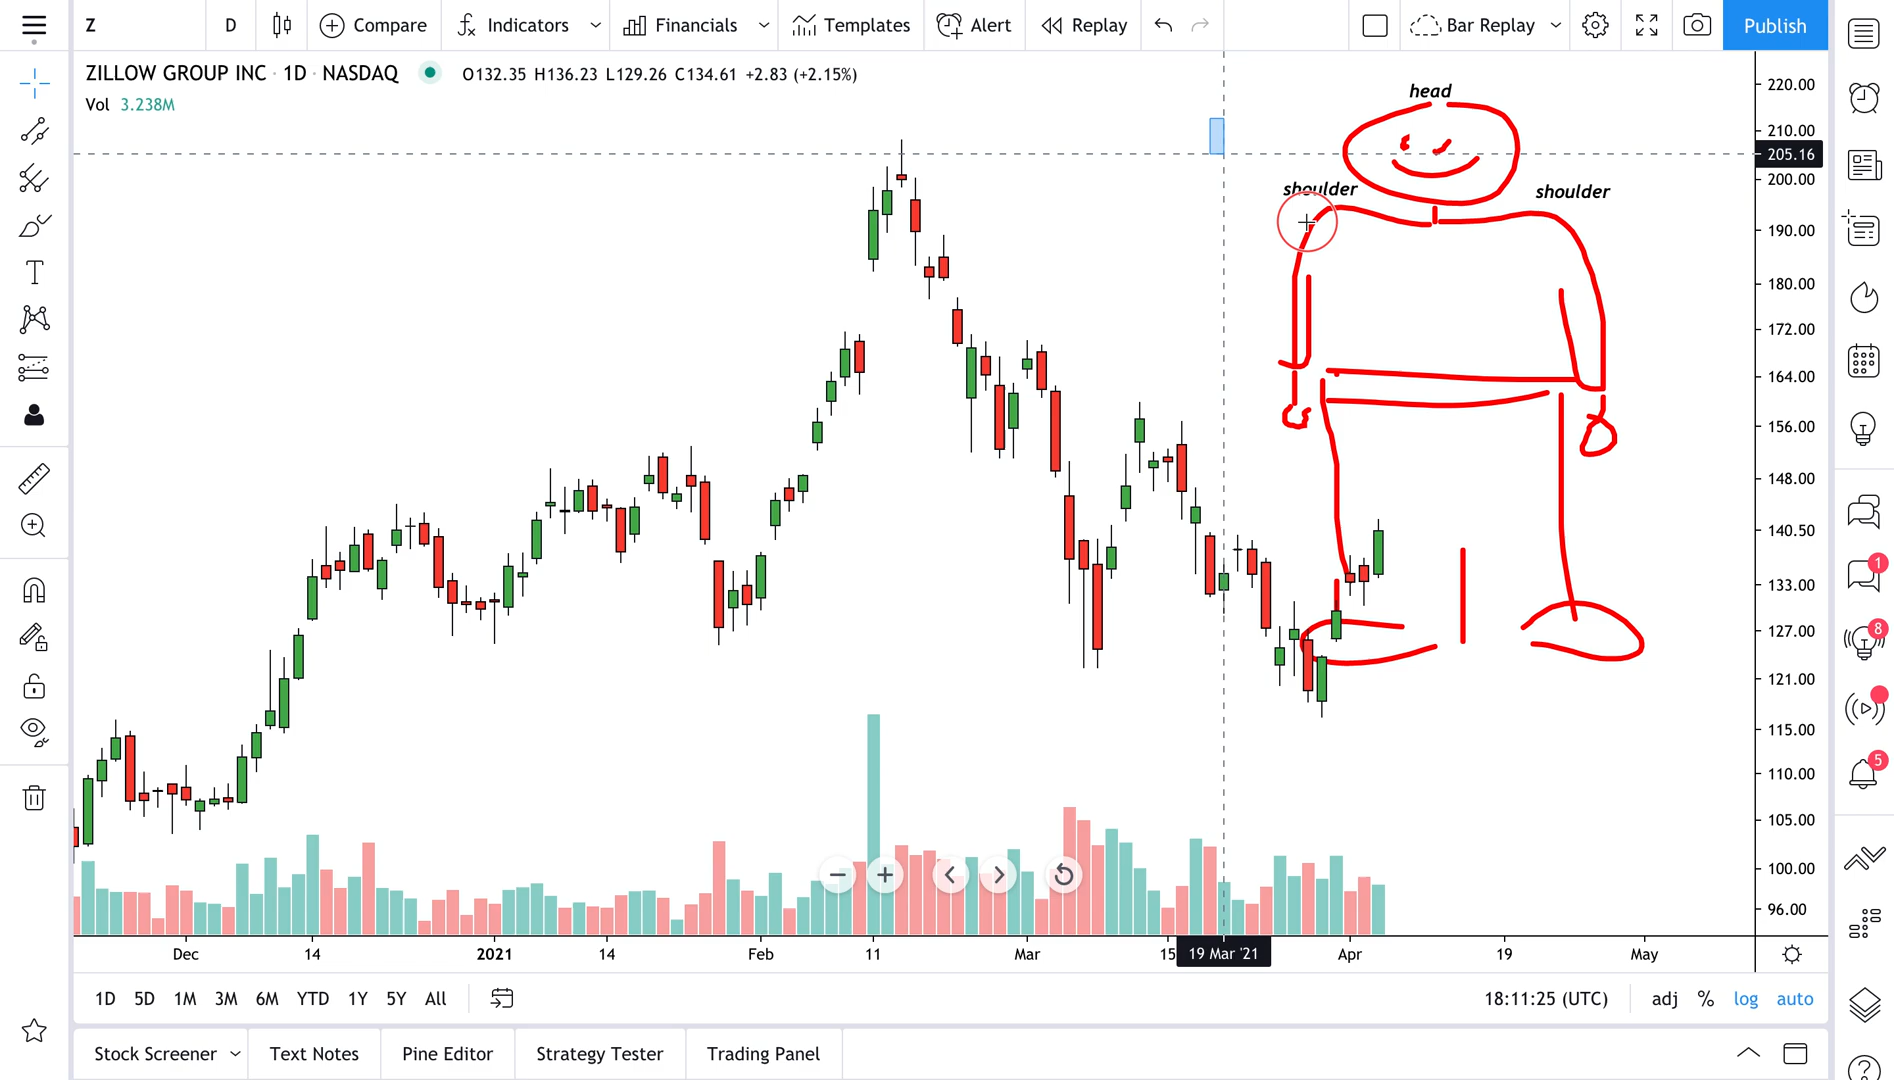 Z D Compare Indicators Financials Templates Alert Replay Bar Replay Publish
ZILLOW GROUP INC · 1D · NASDAQ O132.35 H136.23 L129.26 C134.61 +2.83 (+2.15%)
Vol 3.238M
head
shoulder
shoulder
220.00
210.00
205.16
200.00
190.00
180.00
172.00
164.00
156.00
148.00
140.50
133.00
127.00
121.00
115.00
110.00
105.00
100.00
96.00
1
8
5
Dec 14 2021 14 Feb 11 Mar 15 19 Mar '21 Apr 19 May
1D 5D 1M 3M 6M YTD 1Y 5Y All 18:11:25 (UTC) adj % log auto
Stock Screener Text Notes Pine Editor Strategy Tester Trading Panel